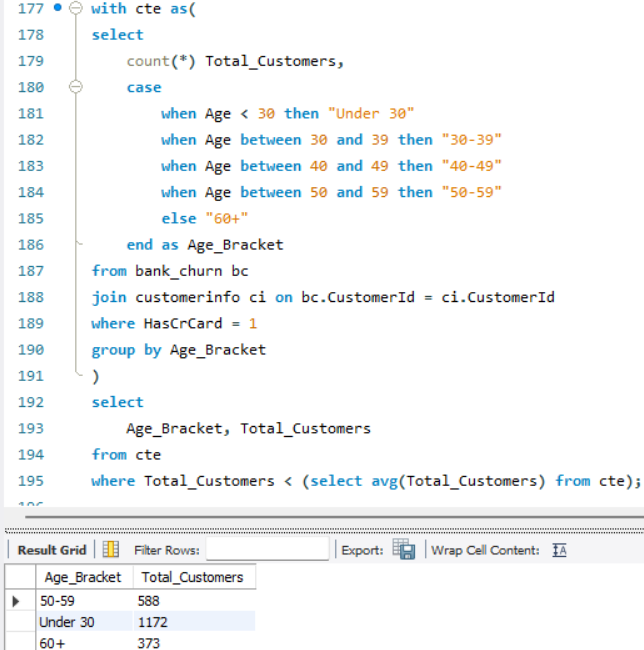 177 with cte as(
178 select
179 count(*) Total_Customers,
180 case
181 when Age < 30 then "Under 30"
182 when Age between 30 and 39 then "30-39"
183 when Age between 40 and 49 then "40-49"
184 when Age between 50 and 59 then "50-59"
185 else "60+"
186 end as Age_Bracket
187 from bank_churn bc
188 join customerinfo ci on bc.CustomerId = ci.CustomerId
189 where HasCrCard = 1
190 group by Age_Bracket
191 )
192 select
193 Age_Bracket, Total_Customers
194 from cte
195 where Total_Customers < (select avg(Total_Customers) from cte);
Result Grid Filter Rows: Export: Wrap Cell Content: IA
Age_Bracket Total_Customers
50-59 588
Under 30 1172
60+ 373